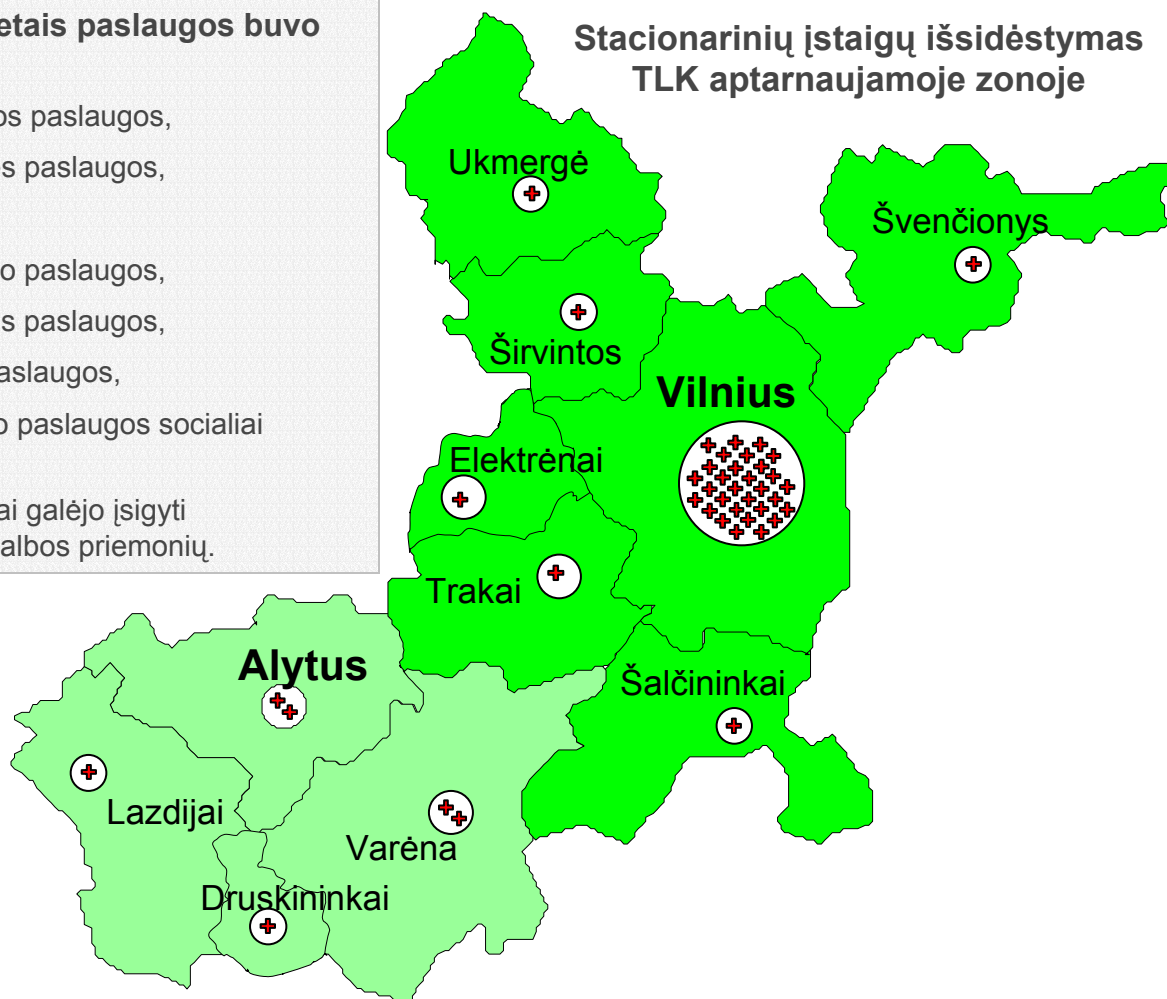 etais paslaugos buvo
os paslaugos,
s paslaugos,
o paslaugos,
s paslaugos,
aslaugos,
o paslaugos socialiai
ai galėjo įsigyti
albos priemonių.
Stacionarinių įstaigų išsidėstymas
TLK aptarnaujamoje zonoje
Ukmergė
Švenčionys
Širvintos
Vilnius
Elektrėnai
Trakai
Alytus
Šalčininkai
Lazdijai
Varėna
Druskininkai